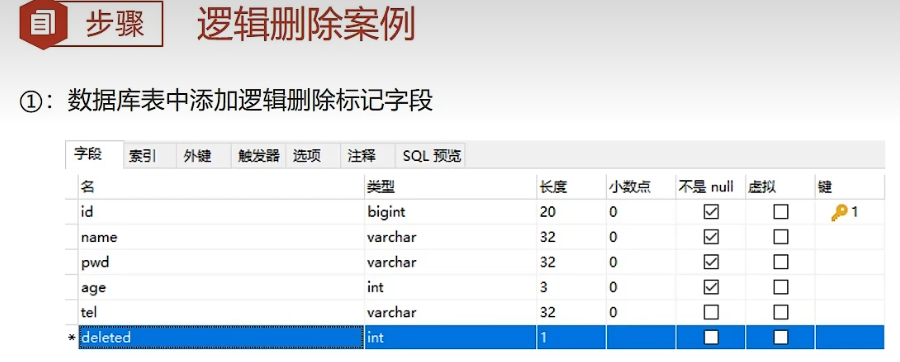 步骤 逻辑删除案例
①：数据库表中添加逻辑删除标记字段
字段 索引 外键 触发器 选项 注释 SQL 预览
名 类型 长度 小数点 不是 null 虚拟 键
id bigint 20 0 1
name varchar 32 0
pwd varchar 32 0
age int 3 0
tel varchar 32 0
* deleted int 1